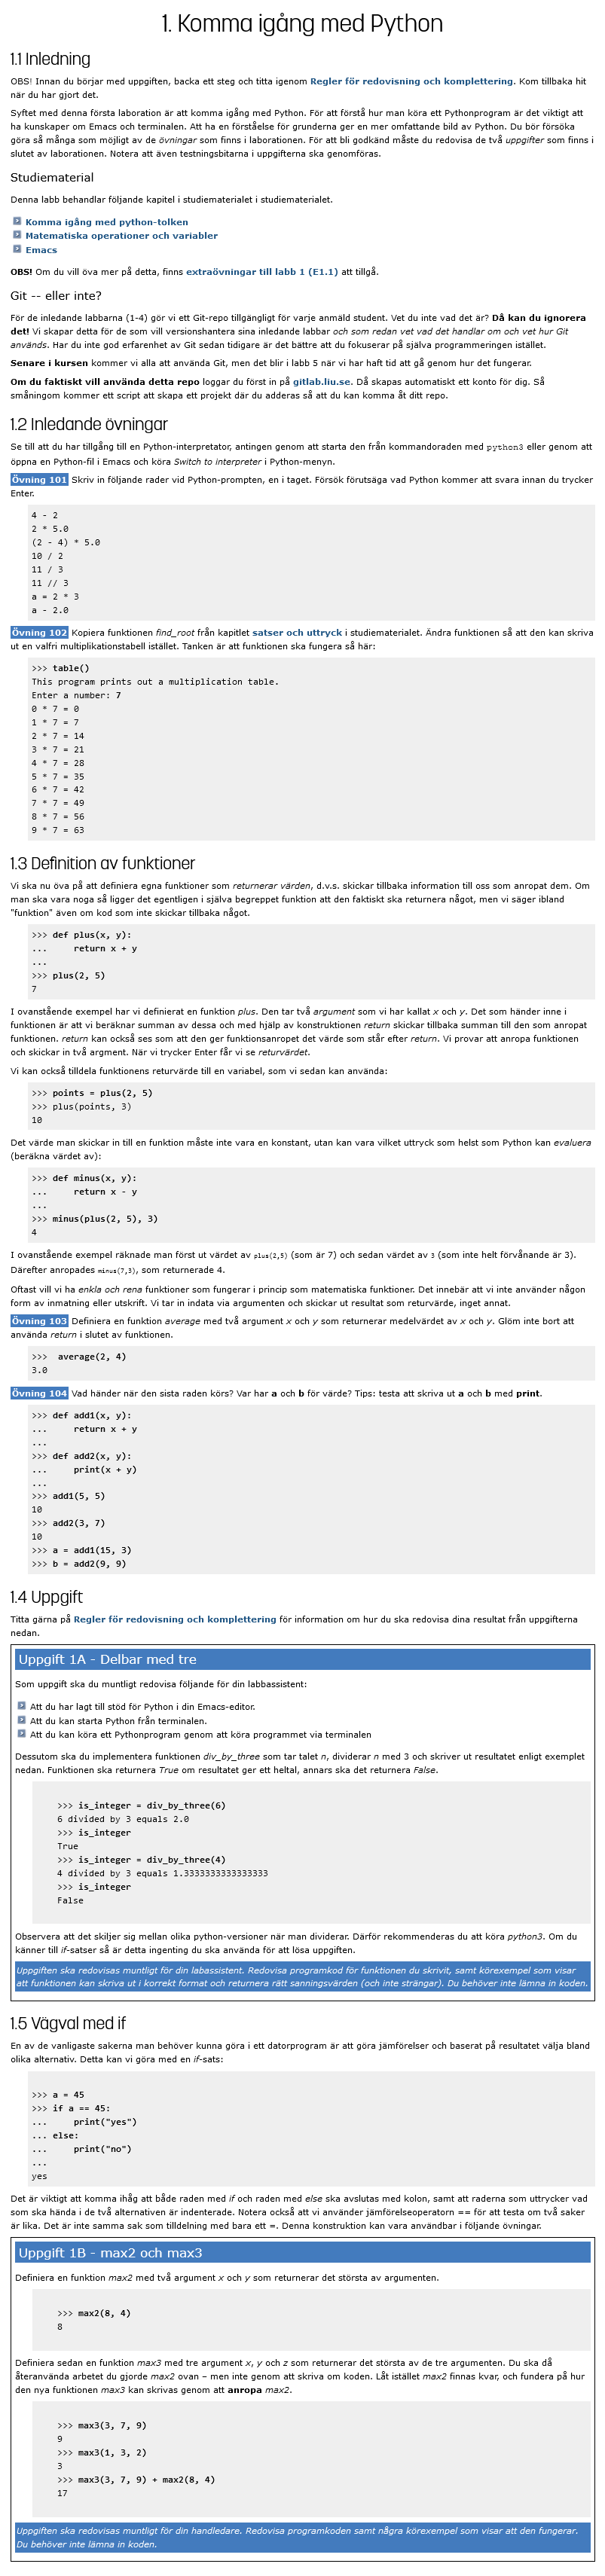 1. Komma igång med Python
1.1 Inledning
OBS! Innan du börjar med uppgiften, backa ett steg och titta igenom Regler för redovisning och komplettering. Kom tillbaka hit
när du har gjort det.
Syftet med denna första laboration är att komma igång med Python. För att förstå hur man köra ett Pythonprogram är det viktigt att
ha kunskaper om Emacs och terminalen. Att ha en förståelse för grunderna ger en mer omfattande bild av Python. Du bör försöka
göra så många som möjligt av de övningar som finns i laborationen. För att bli godkänd måste du redovisa de två uppgifter som finns i
slutet av laborationen. Notera att även testningsbitarna i uppgifterna ska genomföras.
Studiematerial
Denna labb behandlar följande kapitel i studiematerialet i studiematerialet.
Komma igång med python-tolken
Matematiska operationer och variabler
Emacs
OBS! Om du vill öva mer på detta, finns extraövningar till labb 1 (E1.1) att tillgå.
Git -- eller inte?
För de inledande labbarna (1-4) gör vi ett Git-repo tillgängligt för varje anmäld student. Vet du inte vad det är? Då kan du ignorera
det! Vi skapar detta för de som vill versionshantera sina inledande labbar och som redan vet vad det handlar om och vet hur Git
används. Har du inte god erfarenhet av Git sedan tidigare är det bättre att du fokuserar på själva programmeringen istället.
Senare i kursen kommer vi alla att använda Git, men det blir i labb 5 när vi har haft tid att gå genom hur det fungerar.
Om du faktiskt vill använda detta repo loggar du först in på gitlab.liu.se. Då skapas automatiskt ett konto för dig. Så
småningom kommer ett script att skapa ett projekt där du adderas så att du kan komma åt ditt repo.
1.2 Inledande övningar
Se till att du har tillgång till en Python-interpretator, antingen genom att starta den från kommandoraden med python3 eller genom att
öppna en Python-fil i Emacs och köra Switch to interpreter i Python-menyn.
Övning 101 Skriv in följande rader vid Python-prompten, en i taget. Försök förutsäga vad Python kommer att svara innan du trycker
Enter.
4 - 2
2 * 5.0
(2 - 4) * 5.0
10 / 2
11 / 3
11 // 3
a = 2 * 3
a - 2.0
Övning 102 Kopiera funktionen find_root från kapitlet satser och uttryck i studiematerialet. Ändra funktionen så att den kan skriva
ut en valfri multiplikationstabell istället. Tanken är att funktionen ska fungera så här:
>>> table()
This program prints out a multiplication table.
Enter a number: 7
0 * 7 = 0
1 * 7 = 7
2 * 7 = 14
3 * 7 = 21
4 * 7 = 28
5 * 7 = 35
6 * 7 = 42
7 * 7 = 49
8 * 7 = 56
9 * 7 = 63
1.3 Definition av funktioner
Vi ska nu öva på att definiera egna funktioner som returnerar värden, d.v.s. skickar tillbaka information till oss som anropat dem. Om
man ska vara noga så ligger det egentligen i själva begreppet funktion att den faktiskt ska returnera något, men vi säger ibland
"funktion" även om kod som inte skickar tillbaka något.
>>> def plus(x, y):
...     return x + y
...
>>> plus(2, 5)
7
I ovanstående exempel har vi definierat en funktion plus. Den tar två argument som vi har kallat x och y. Det som händer inne i
funktionen är att vi beräknar summan av dessa och med hjälp av konstruktionen return skickar tillbaka summan till den som anropat
funktionen. return kan också ses som att den ger funktionsanropet det värde som står efter return. Vi provar att anropa funktionen
och skickar in två argment. När vi trycker Enter får vi se returvärdet.
Vi kan också tilldela funktionens returvärde till en variabel, som vi sedan kan använda:
>>> points = plus(2, 5)
>>> plus(points, 3)
10
Det värde man skickar in till en funktion måste inte vara en konstant, utan kan vara vilket uttryck som helst som Python kan evaluera
(beräkna värdet av):
>>> def minus(x, y):
...     return x - y
...
>>> minus(plus(2, 5), 3)
4
I ovanstående exempel räknade man först ut värdet av plus(2,5) (som är 7) och sedan värdet av 3 (som inte helt förvånande är 3).
Därefter anropades minus(7,3), som returnerade 4.
Oftast vill vi ha enkla och rena funktioner som fungerar i princip som matematiska funktioner. Det innebär att vi inte använder någon
form av inmatning eller utskrift. Vi tar in indata via argumenten och skickar ut resultat som returvärde, inget annat.
Övning 103 Definiera en funktion average med två argument x och y som returnerar medelvärdet av x och y. Glöm inte bort att
använda return i slutet av funktionen.
>>>  average(2, 4)
3.0
Övning 104 Vad händer när den sista raden körs? Var har a och b för värde? Tips: testa att skriva ut a och b med print.
>>> def add1(x, y):
...     return x + y
...
>>> def add2(x, y):
...     print(x + y)
...
>>> add1(5, 5)
10
>>> add2(3, 7)
10
>>> a = add1(15, 3)
>>> b = add2(9, 9)
1.4 Uppgift
Titta gärna på Regler för redovisning och komplettering för information om hur du ska redovisa dina resultat från uppgifterna
nedan.
Uppgift 1A - Delbar med tre
Som uppgift ska du muntligt redovisa följande för din labbassistent:
Att du har lagt till stöd för Python i din Emacs-editor.
Att du kan starta Python från terminalen.
Att du kan köra ett Pythonprogram genom att köra programmet via terminalen
Dessutom ska du implementera funktionen div_by_three som tar talet n, dividerar n med 3 och skriver ut resultatet enligt exemplet
nedan. Funktionen ska returnera True om resultatet ger ett heltal, annars ska det returnera False.
>>> is_integer = div_by_three(6)
6 divided by 3 equals 2.0
>>> is_integer
True
>>> is_integer = div_by_three(4)
4 divided by 3 equals 1.3333333333333333
>>> is_integer
False
Observera att det skiljer sig mellan olika python-versioner när man dividerar. Därför rekommenderas du att köra python3. Om du
känner till if-satser så är detta ingenting du ska använda för att lösa uppgiften.
Uppgiften ska redovisas muntligt för din labassistent. Redovisa programkod för funktionen du skrivit, samt körexempel som visar
att funktionen kan skriva ut i korrekt format och returnera rätt sanningsvärden (och inte strängar). Du behöver inte lämna in koden.
1.5 Vägval med if
En av de vanligaste sakerna man behöver kunna göra i ett datorprogram är att göra jämförelser och baserat på resultatet välja bland
olika alternativ. Detta kan vi göra med en if-sats:
>>> a = 45
>>> if a == 45:
...     print("yes")
... else:
...     print("no")
...
yes
Det är viktigt att komma ihåg att både raden med if och raden med else ska avslutas med kolon, samt att raderna som uttrycker vad
som ska hända i de två alternativen är indenterade. Notera också att vi använder jämförelseoperatorn == för att testa om två saker
är lika. Det är inte samma sak som tilldelning med bara ett =. Denna konstruktion kan vara användbar i följande övningar.
Uppgift 1B - max2 och max3
Definiera en funktion max2 med två argument x och y som returnerar det största av argumenten.
>>> max2(8, 4)
8
Definiera sedan en funktion max3 med tre argument x, y och z som returnerar det största av de tre argumenten. Du ska då
återanvända arbetet du gjorde max2 ovan – men inte genom att skriva om koden. Låt istället max2 finnas kvar, och fundera på hur
den nya funktionen max3 kan skrivas genom att anropa max2.
>>> max3(3, 7, 9)
9
>>> max3(1, 3, 2)
3
>>> max3(3, 7, 9) + max2(8, 4)
17
Uppgiften ska redovisas muntligt för din handledare. Redovisa programkoden samt några körexempel som visar att den fungerar.
Du behöver inte lämna in koden.